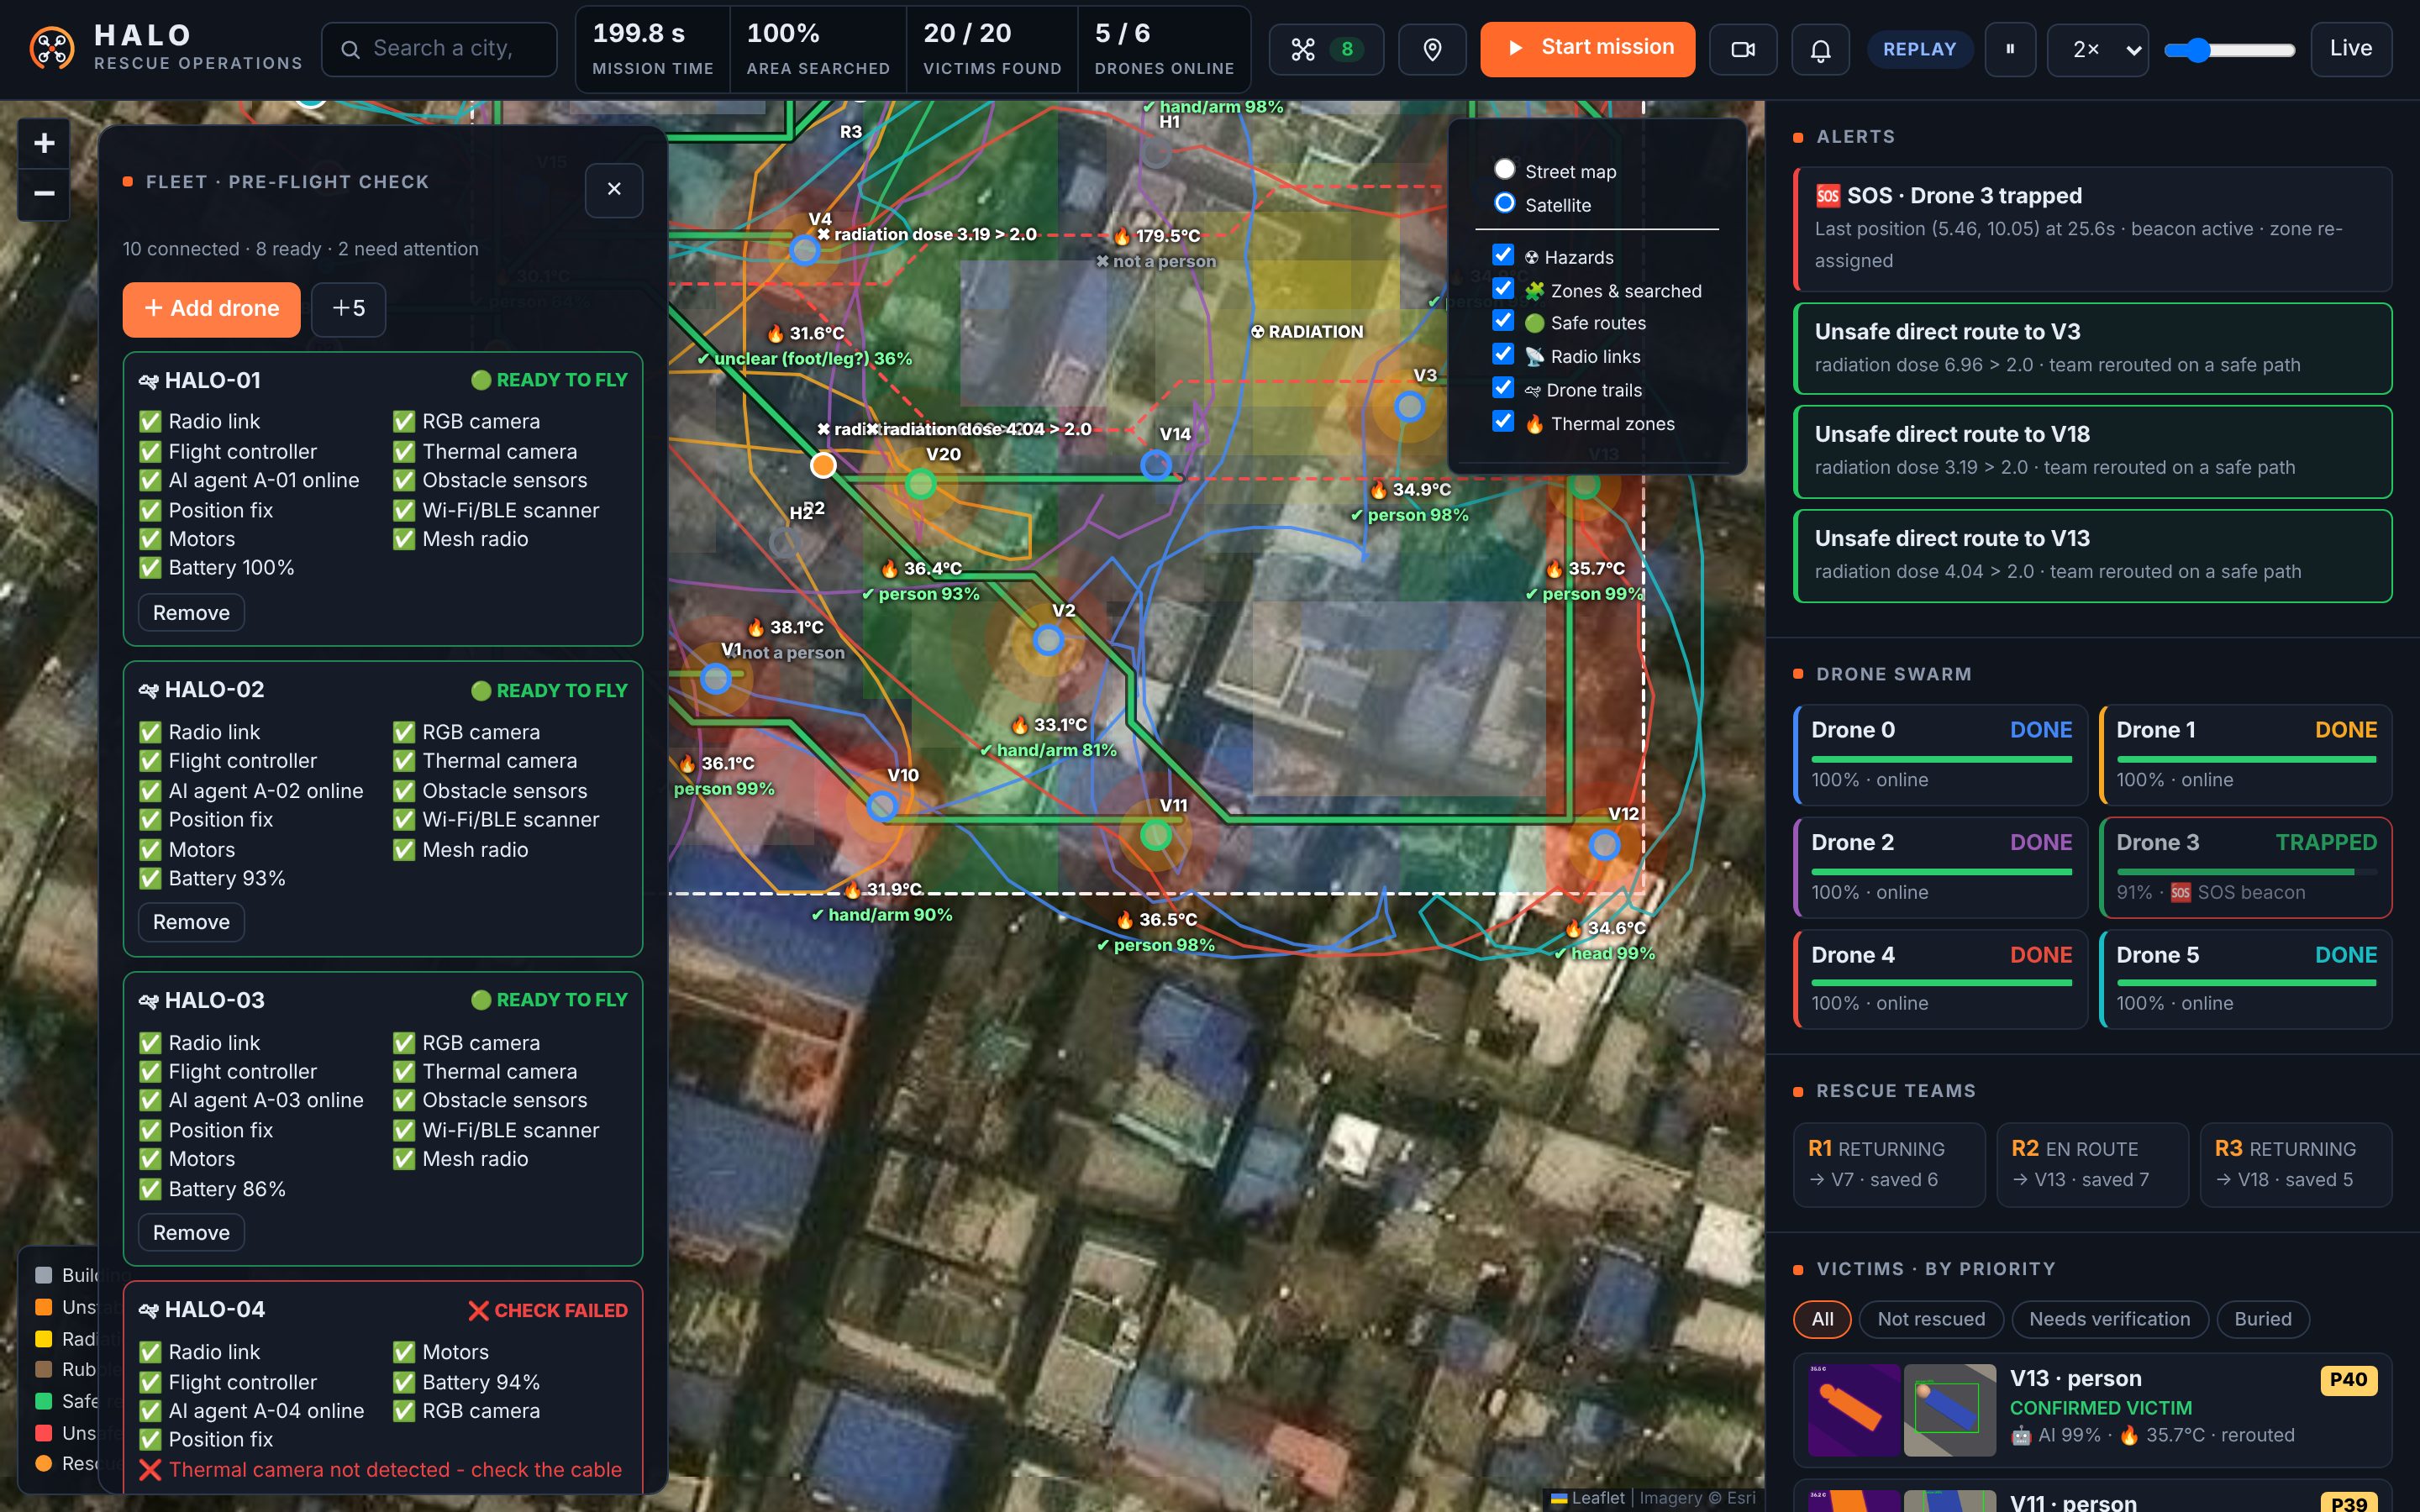 HALO
RESCUE OPERATIONS
Search a city,
199.8 s
MISSION TIME
100%
AREA SEARCHED
20 / 20
VICTIMS FOUND
5 / 6
DRONES ONLINE
8
Start mission
REPLAY
2×
Live
+
−
FLEET · PRE-FLIGHT CHECK
×
10 connected · 8 ready · 2 need attention
+ Add drone
+5
HALO-01
READY TO FLY
Radio link
Flight controller
AI agent A-01 online
Position fix
Motors
Battery 100%
RGB camera
Thermal camera
Obstacle sensors
Wi-Fi/BLE scanner
Mesh radio
Remove
HALO-02
READY TO FLY
Radio link
Flight controller
AI agent A-02 online
Position fix
Motors
Battery 93%
RGB camera
Thermal camera
Obstacle sensors
Wi-Fi/BLE scanner
Mesh radio
Remove
HALO-03
READY TO FLY
Radio link
Flight controller
AI agent A-03 online
Position fix
Motors
Battery 86%
RGB camera
Thermal camera
Obstacle sensors
Wi-Fi/BLE scanner
Mesh radio
Remove
HALO-04
CHECK FAILED
Radio link
Flight controller
AI agent A-04 online
Position fix
Motors
Battery 94%
RGB camera
Thermal camera not detected - check the cable
R3
✔ hand/arm 98%
H1
V4
✖ radiation dose 3.19 > 2.0
179.5°C
✖ not a person
31.6°C
✔ unclear (foot/leg?) 36%
☢ RADIATION
V3
✖ radiation dose 4.04 > 2.0
V14
V20
H2
R2
34.9°C
✔ person 98%
V13
36.4°C
✔ person 93%
35.7°C
✔ person 99%
V2
38.1°C
V1
not a person
33.1°C
✔ hand/arm 81%
36.1°C
person 99%
V10
V11
V12
31.9°C
✔ hand/arm 90%
36.5°C
✔ person 98%
34.6°C
✔ head 99%
Street map
Satellite
☢ Hazards
Zones & searched
Safe routes
Radio links
Drone trails
Thermal zones
Leaflet | Imagery © Esri
ALERTS
SOS · Drone 3 trapped
Last position (5.46, 10.05) at 25.6s · beacon active · zone re-
assigned
Unsafe direct route to V3
radiation dose 6.96 > 2.0 · team rerouted on a safe path
Unsafe direct route to V18
radiation dose 3.19 > 2.0 · team rerouted on a safe path
Unsafe direct route to V13
radiation dose 4.04 > 2.0 · team rerouted on a safe path
DRONE SWARM
Drone 0 DONE
100% · online
Drone 1 DONE
100% · online
Drone 2 DONE
100% · online
Drone 3 TRAPPED
91% · SOS SOS beacon
Drone 4 DONE
100% · online
Drone 5 DONE
100% · online
RESCUE TEAMS
R1 RETURNING
→ V7 · saved 6
R2 EN ROUTE
→ V13 · saved 7
R3 RETURNING
→ V18 · saved 5
VICTIMS · BY PRIORITY
All
Not rescued
Needs verification
Buried
V13 · person
P40
CONFIRMED VICTIM
AI 99% · 35.7°C · rerouted
V11 · person
P39